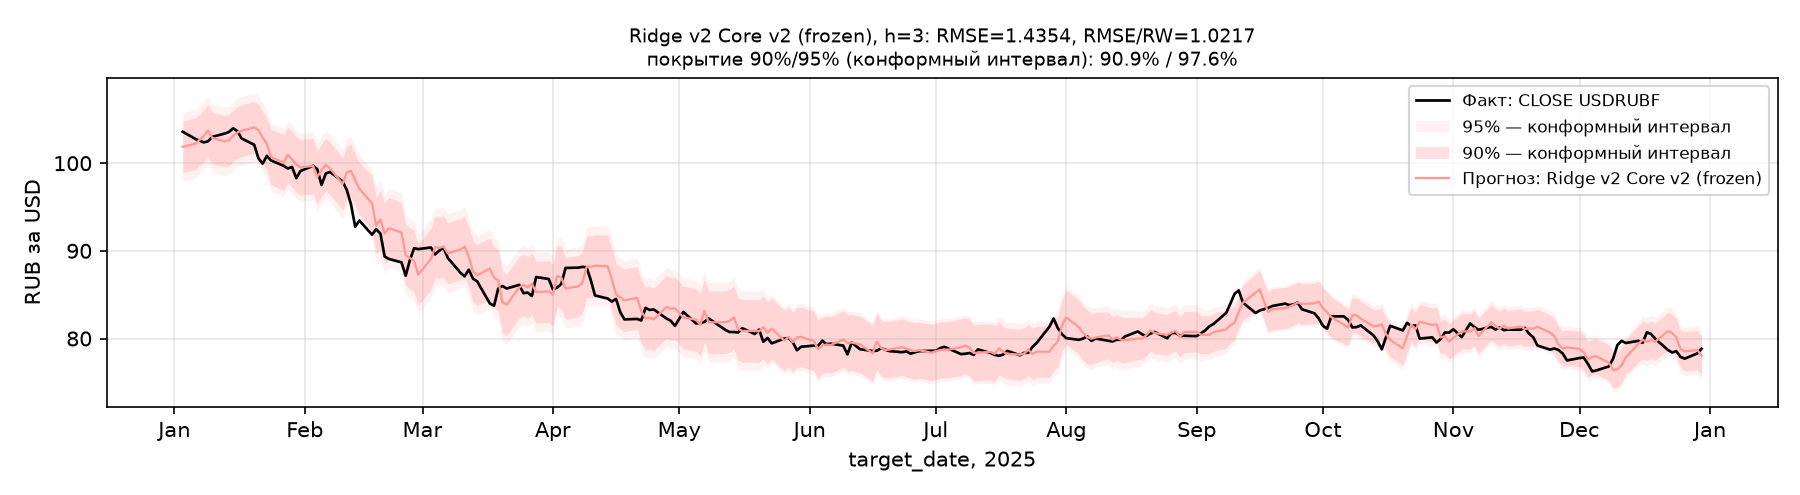 Ridge v2 Core v2 (frozen), h=3: RMSE=1.4354, RMSE/RW=1.0217
покрытие 90%/95% (конформный интервал): 90.9% / 97.6%
Факт: CLOSE USDRUBF
95% — конформный интервал
90% — конформный интервал
Прогноз: Ridge v2 Core v2 (frozen)
RUB за USD
100
90
80
Jan Feb Mar Apr May Jun Jul Aug Sep Oct Nov Dec Jan
target_date, 2025